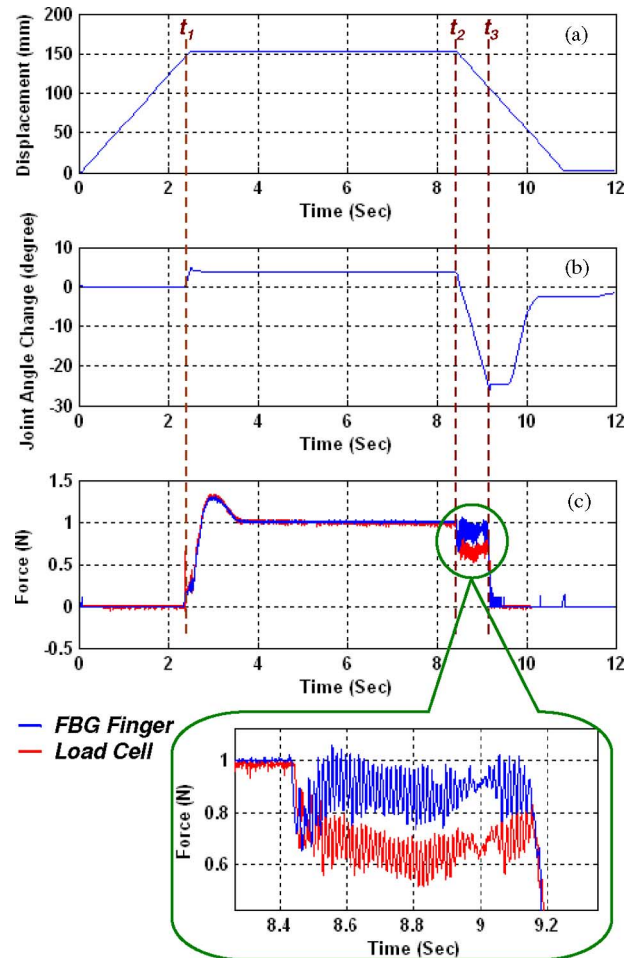 200
150
100
50
0
Displacement (mm)
t1
t2
t3
(a)
0 2 4 6 8 10 12
Time (Sec)
10
0
-10
-20
-30
Joint Angle Change (degree)
(b)
0 2 4 6 8 10 12
Time (Sec)
1.5
1
0.5
0
-0.5
Force (N)
(c)
0 2 4 6 8 10 12
Time (Sec)
FBG Finger
Load Cell
1
0.8
0.6
Force (N)
8.4 8.6 8.8 9 9.2
Time (Sec)